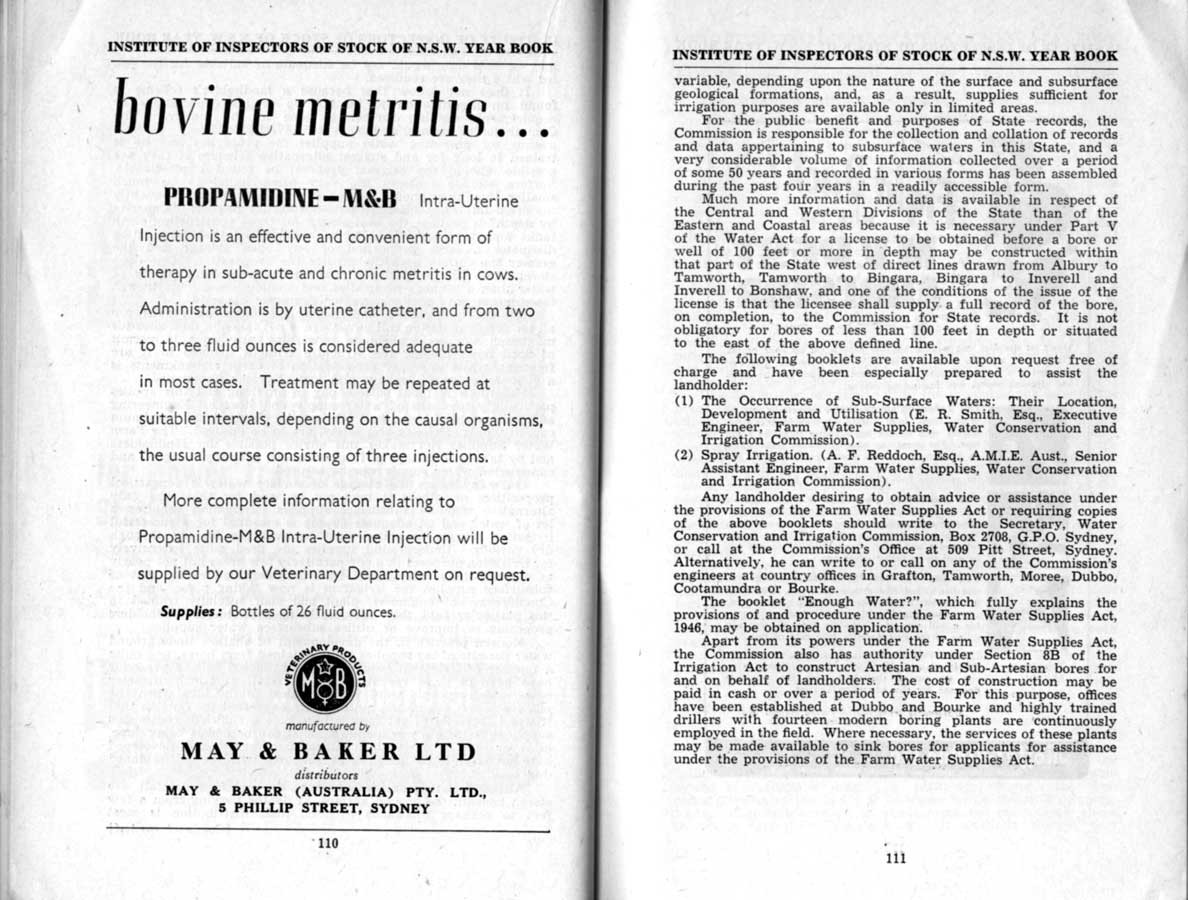 INSTITUTE OF INSPECTORS OF STOCK OF N.S.W. YEAR BOOK
bovine metritis...
PROPAMIDINE-M&B Intra-Uterine
Injection is an effective and convenient form of
therapy in sub-acute and chronic metritis in cows.
Administration is by uterine catheter, and from two
to three fluid ounces is considered adequate
in most cases. Treatment may be repeated at
suitable intervals, depending on the causal organisms,
the usual course consisting of three injections.
More complete information relating to
Propamidine-M&B Intra-Uterine Injection will be
supplied by our Veterinary Department on request.
Supplies: Bottles of 26 fluid ounces.
VETERINARY PRODUCTS
M&B
manufactured by
MAY & BAKER LTD
distributors
MAY & BAKER (AUSTRALIA) PTY. LTD.,
5 PHILLIP STREET, SYDNEY
110
INSTITUTE OF INSPECTORS OF STOCK OF N.S.W. YEAR BOOK
variable, depending upon the nature of the surface and subsurface
geological formations, and, as a result, supplies sufficient for
irrigation purposes are available only in limited areas.
For the public benefit and purposes of State records, the
Commission is responsible for the collection and collation of records
and data appertaining to subsurface waters in this State, and a
very considerable volume of information collected over a period
of some 50 years and recorded in various forms has been assembled
during the past four years in a readily accessible form.
Much more information and data is available in respect of
the Central and Western Divisions of the State than of the
Eastern and Coastal areas because it is necessary under Part V
of the Water Act for a license to be obtained before a bore or
well of 100 feet or more in depth may be constructed within
that part of the State west of direct lines drawn from Albury to
Tamworth, Tamworth to Bingara, Bingara to Inverell and
Inverell to Bonshaw, and one of the conditions of the issue of the
license is that the licensee shall supply a full record of the bore,
on completion, to the Commission for State records. It is not
obligatory for bores of less than 100 feet in depth or situated
to the east of the above defined line.
The following booklets are available upon request free of
charge and have been especially prepared to assist the
landholder:
(1) The Occurrence of Sub-Surface Waters: Their Location,
Development and Utilisation (E. R. Smith, Esq., Executive
Engineer, Farm Water Supplies, Water Conservation and
Irrigation Commission).
(2) Spray Irrigation. (A. F. Reddoch, Esq., A.M.I.E. Aust., Senior
Assistant Engineer, Farm Water Supplies, Water Conservation
and Irrigation Commission).
Any landholder desiring to obtain advice or assistance under
the provisions of the Farm Water Supplies Act or requiring copies
of the above booklets should write to the Secretary, Water
Conservation and Irrigation Commission, Box 2708, G.P.O. Sydney,
or call at the Commission's Office at 509 Pitt Street, Sydney.
Alternatively, he can write to or call on any of the Commission's
engineers at country offices in Grafton, Tamworth, Moree, Dubbo,
Cootamundra or Bourke.
The booklet "Enough Water?", which fully explains the
provisions of and procedure under the Farm Water Supplies Act,
1946, may be obtained on application.
Apart from its powers under the Farm Water Supplies Act,
the Commission also has authority under Section 8B of the
Irrigation Act to construct Artesian and Sub-Artesian bores for
and on behalf of landholders. The cost of construction may be
paid in cash or over a period of years. For this purpose, offices
have been established at Dubbo and Bourke and highly trained
drillers with fourteen modern boring plants are continuously
employed in the field. Where necessary, the services of these plants
may be made available to sink bores for applicants for assistance
under the provisions of the Farm Water Supplies Act.
111